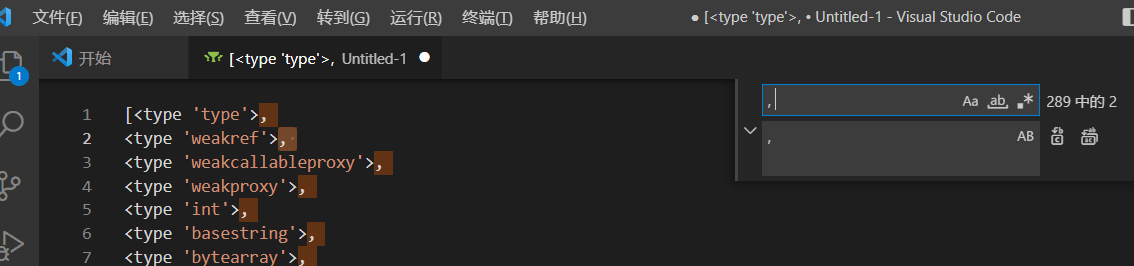 文件(F) 编辑(E) 选择(S) 查看(V) 转到(G) 运行(R) 终端(T) 帮助(H) ● [<type 'type'>, • Untitled-1 - Visual Studio Code
开始 [<type 'type'>, Untitled-1 ●
1
, Aa ab .* 289 中的 2
, AB
1 [<type 'type'>,
2 <type 'weakref'>,
3 <type 'weakcallableproxy'>,
4 <type 'weakproxy'>,
5 <type 'int'>,
6 <type 'basestring'>,
7 <type 'bytearray'>,